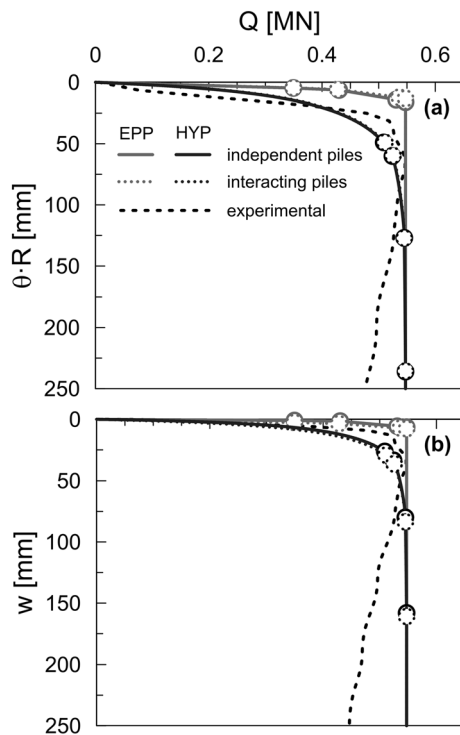 Q [MN]
0 0.2 0.4 0.6
0
50
100
150
200
250
θ·R [mm]
(a)
EPP HYP
independent piles
interacting piles
experimental
0
50
100
150
200
250
w [mm]
(b)